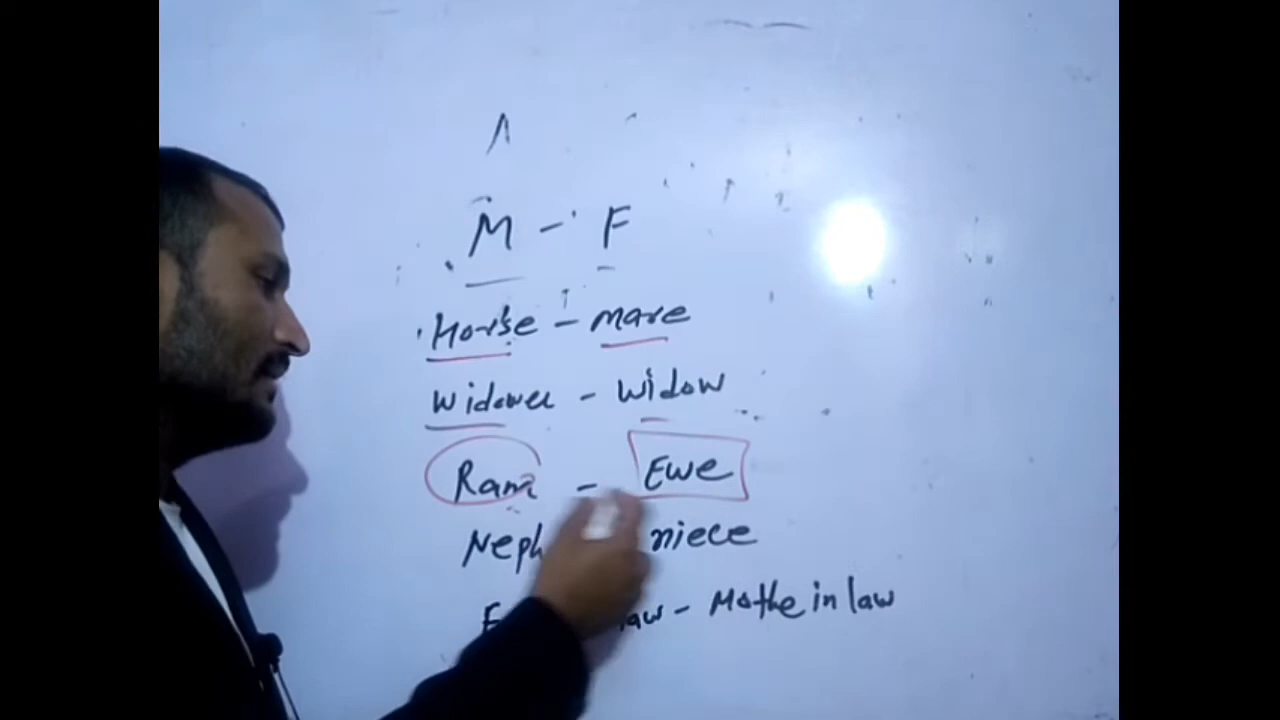 M - F
Horse - mare
Widower - Widow
Ram - Ewe
Neph niece
F law - Mothe in law